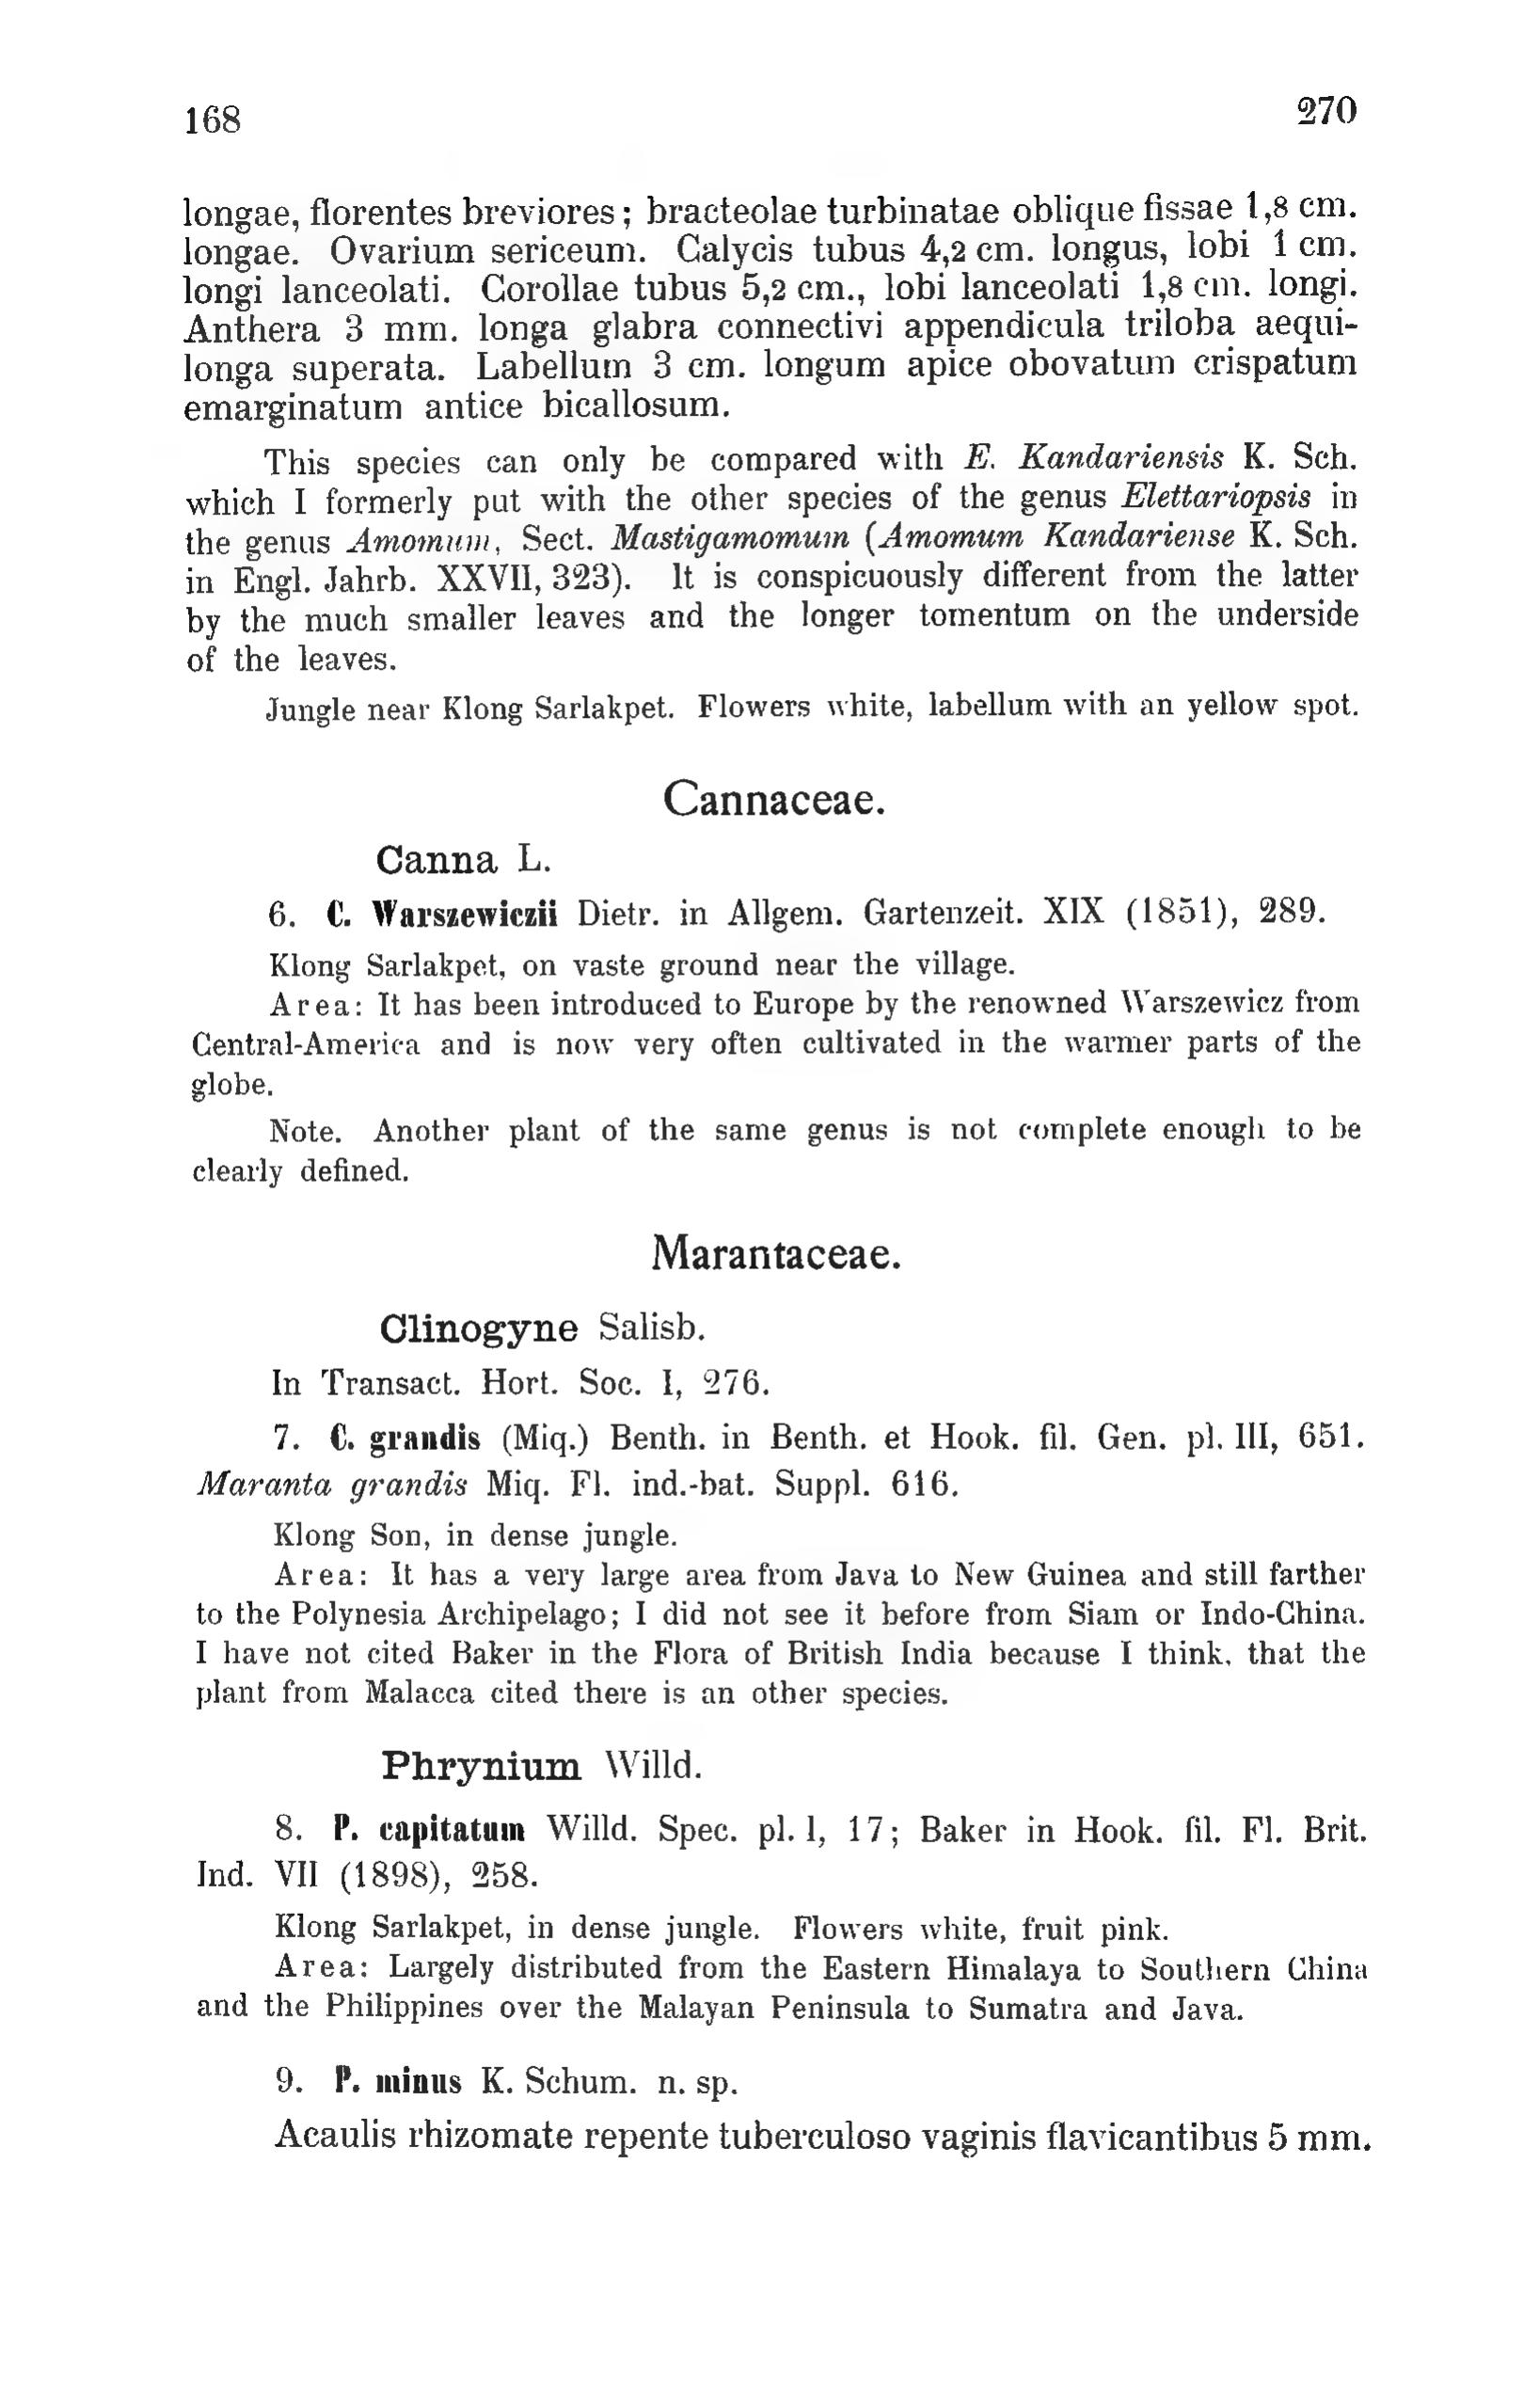 168 270
longae, florentes breviores; bracteolae turbinatae oblique fissae 1,8 cm.
longae. Ovarium sericeum. Calycis tubus 4,2 cm. longus, lobi 1 cm.
longi lanceolati. Corollae tubus 5,2 cm., lobi lanceolati 1,8 cm. longi.
Anthera 3 mm. longa glabra connectivi appendicula triloba aequi-
longa superata. Labellum 3 cm. longum apice obovatum crispatum
emarginatum antice bicallosum.
This species can only be compared with E. Kandariensis K. Sch.
which I formerly put with the other species of the genus Elettariopsis in
the genus Amomum, Sect. Mastigamomum (Amomum Kandariense K. Sch.
in Engl. Jahrb. XXVII, 323). It is conspicuously different from the latter
by the much smaller leaves and the longer tomentum on the underside
of the leaves.
Jungle near Klong Sarlakpet. Flowers white, labellum with an yellow spot.
Cannaceae.
Canna L.
6. C. Warszewiczii Dietr. in Allgem. Gartenzeit. XIX (1851), 289.
Klong Sarlakpet, on vaste ground near the village.
Area: It has been introduced to Europe by the renowned Warszewicz from
Central-America and is now very often cultivated in the warmer parts of the
globe.
Note. Another plant of the same genus is not complete enough to be
clearly defined.
Marantaceae.
Clinogyne Salisb.
In Transact. Hort. Soc. I, 276.
7. C. grandis (Miq.) Benth. in Benth. et Hook. fil. Gen. pl. III, 651.
Maranta grandis Miq. Fl. ind.-bat. Suppl. 616.
Klong Son, in dense jungle.
Area: It has a very large area from Java to New Guinea and still farther
to the Polynesia Archipelago; I did not see it before from Siam or Indo-China.
I have not cited Baker in the Flora of British India because I think, that the
plant from Malacca cited there is an other species.
Phrynium Willd.
8. P. capitatum Willd. Spec. pl. I, 17; Baker in Hook. fil. Fl. Brit.
Ind. VII (1898), 258.
Klong Sarlakpet, in dense jungle. Flowers white, fruit pink.
Area: Largely distributed from the Eastern Himalaya to Southern China
and the Philippines over the Malayan Peninsula to Sumatra and Java.
9. P. minus K. Schum. n. sp.
Acaulis rhizomate repente tuberculoso vaginis flavicantibus 5 mm.